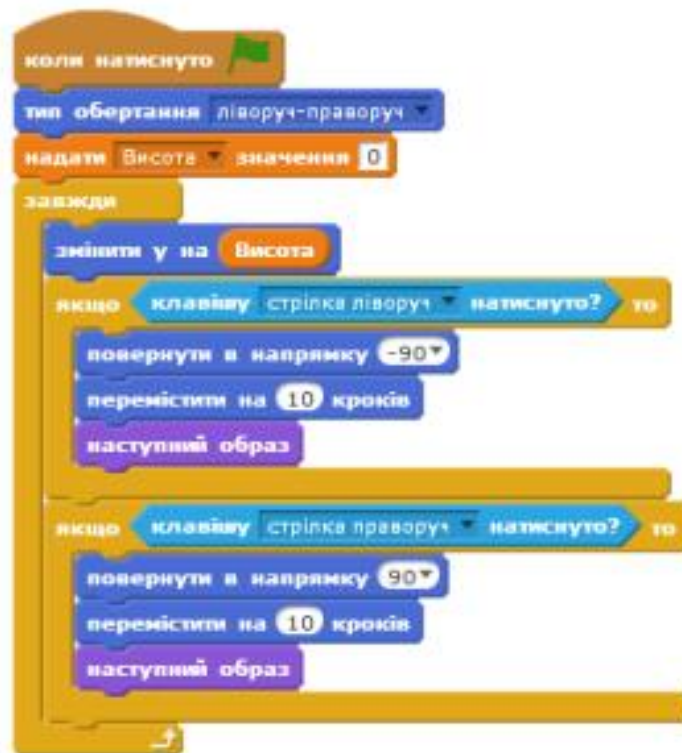 коли натиснуто
тип обертання ліворуч-праворуч
надати Висота значення 0
завжди
змінити y на Висота
якщо клавішу стрілка ліворуч натиснуто? то
повернути в напрямку -90
перемістити на 10 кроків
наступний образ
якщо клавішу стрілка праворуч натиснуто? то
повернути в напрямку 90
перемістити на 10 кроків
наступний образ